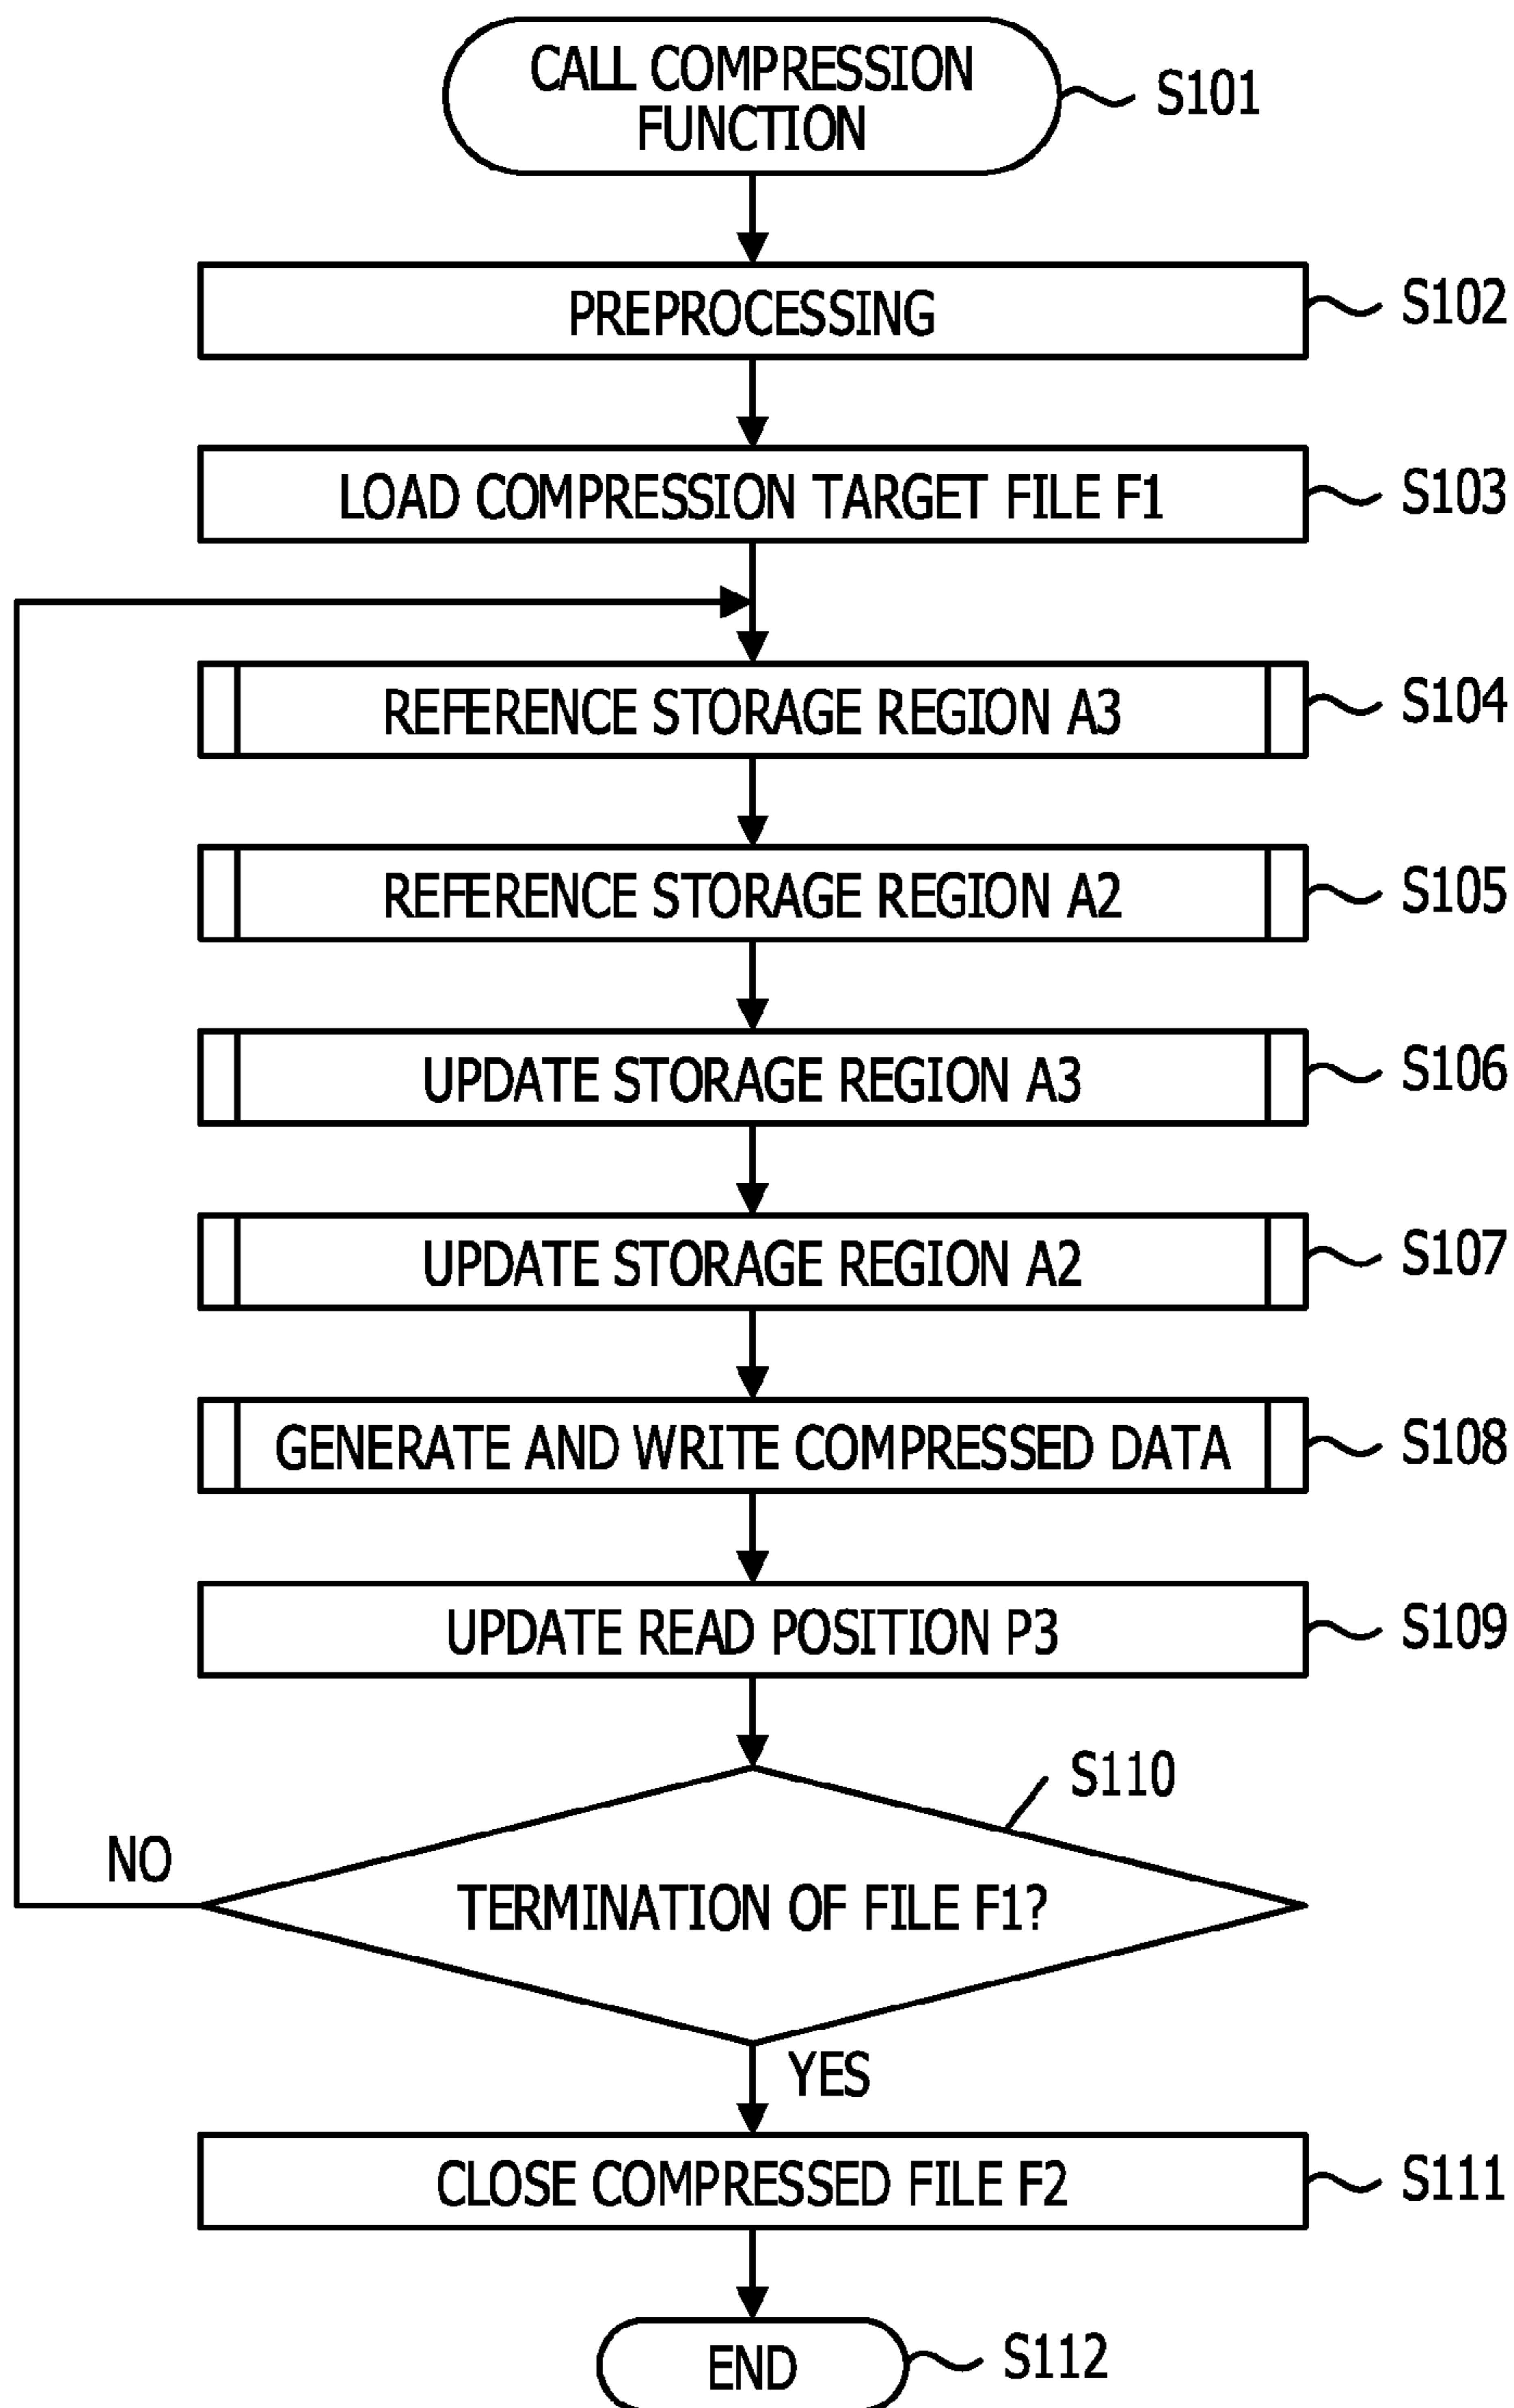 CALL COMPRESSION
FUNCTION
S101
PREPROCESSING
S102
LOAD COMPRESSION TARGET FILE F1
S103
REFERENCE STORAGE REGION A3
S104
REFERENCE STORAGE REGION A2
S105
UPDATE STORAGE REGION A3
S106
UPDATE STORAGE REGION A2
S107
GENERATE AND WRITE COMPRESSED DATA
S108
UPDATE READ POSITION P3
S109
S110
NO
TERMINATION OF FILE F1?
YES
CLOSE COMPRESSED FILE F2
S111
END
S112